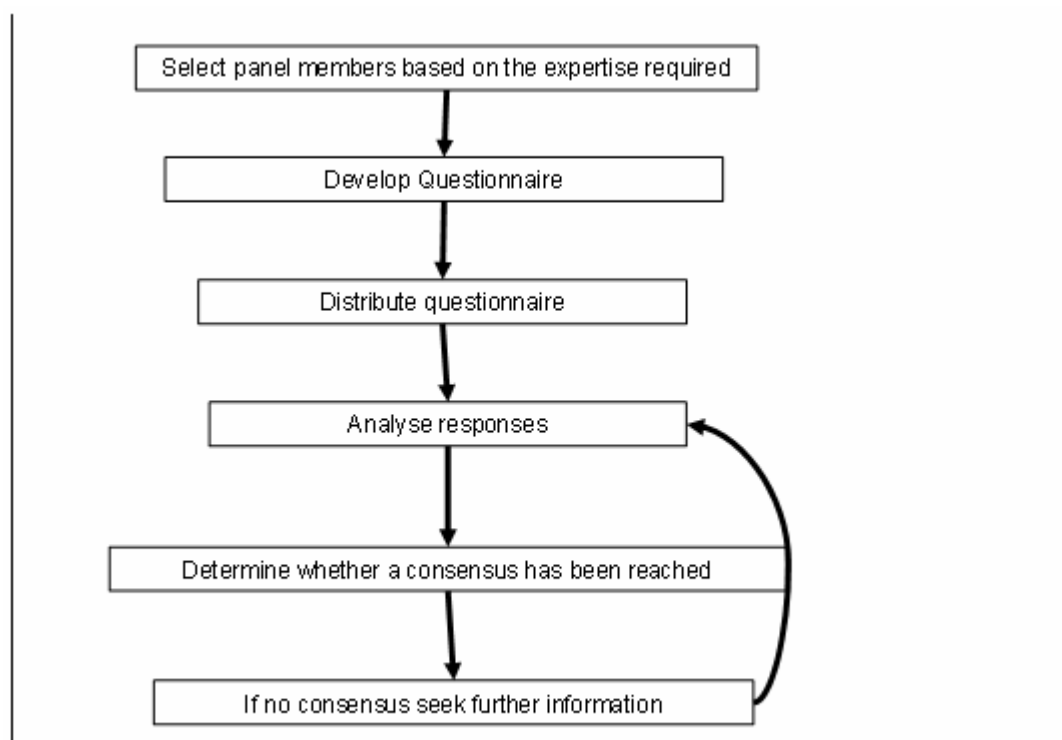 Select panel members based on the expertise required
Develop Questionnaire
Distribute questionnaire
Analyse responses
Determine whether a consensus has been reached
If no consensus seek further information